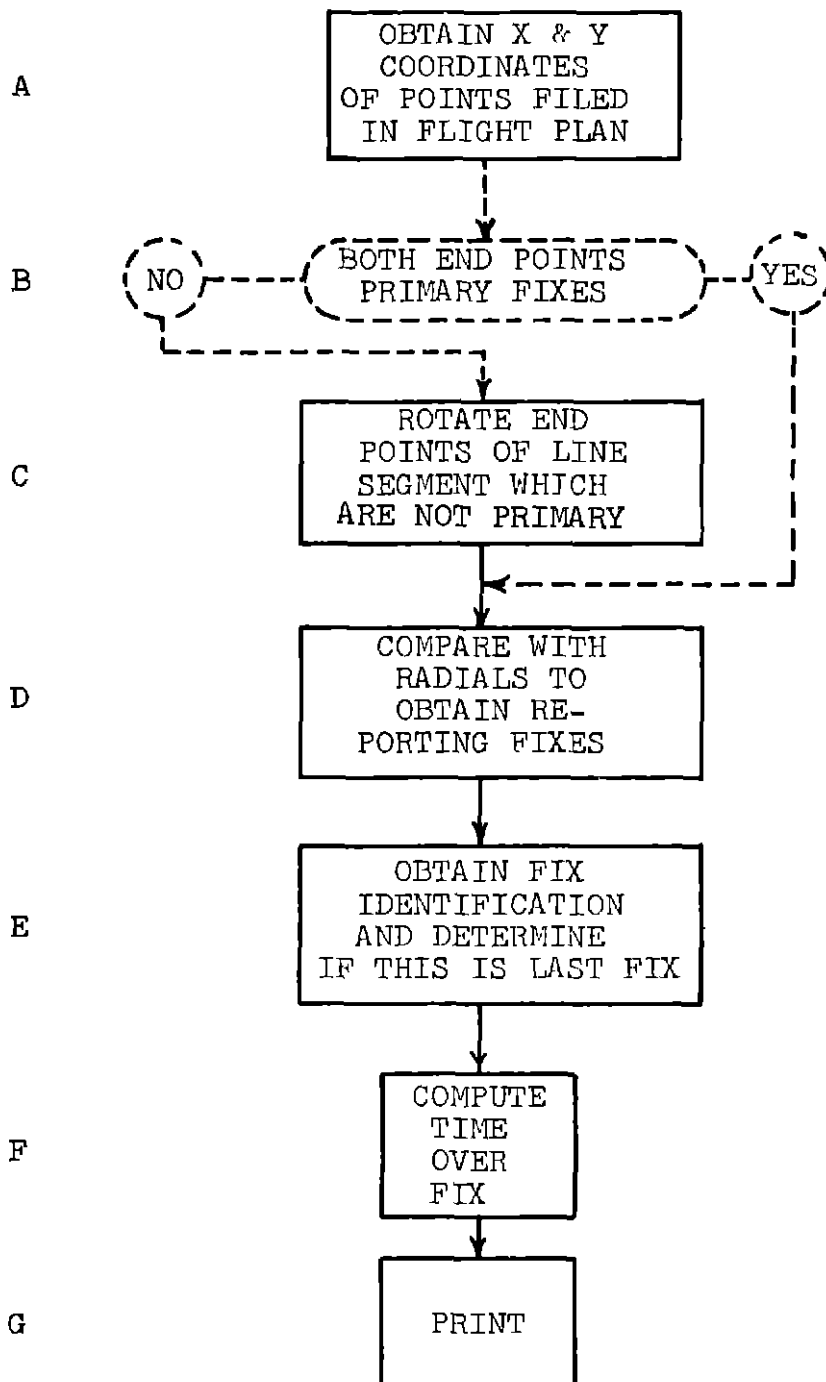 A
OBTAIN X & Y
COORDINATES
OF POINTS FILED
IN FLIGHT PLAN
B
NO
BOTH END POINTS
PRIMARY FIXES
YES
C
ROTATE END
POINTS OF LINE
SEGMENT WHICH
ARE NOT PRIMARY
D
COMPARE WITH
RADIALS TO
OBTAIN RE-
PORTING FIXES
E
OBTAIN FIX
IDENTIFICATION
AND DETERMINE
IF THIS IS LAST FIX
F
COMPUTE
TIME
OVER
FIX
G
PRINT